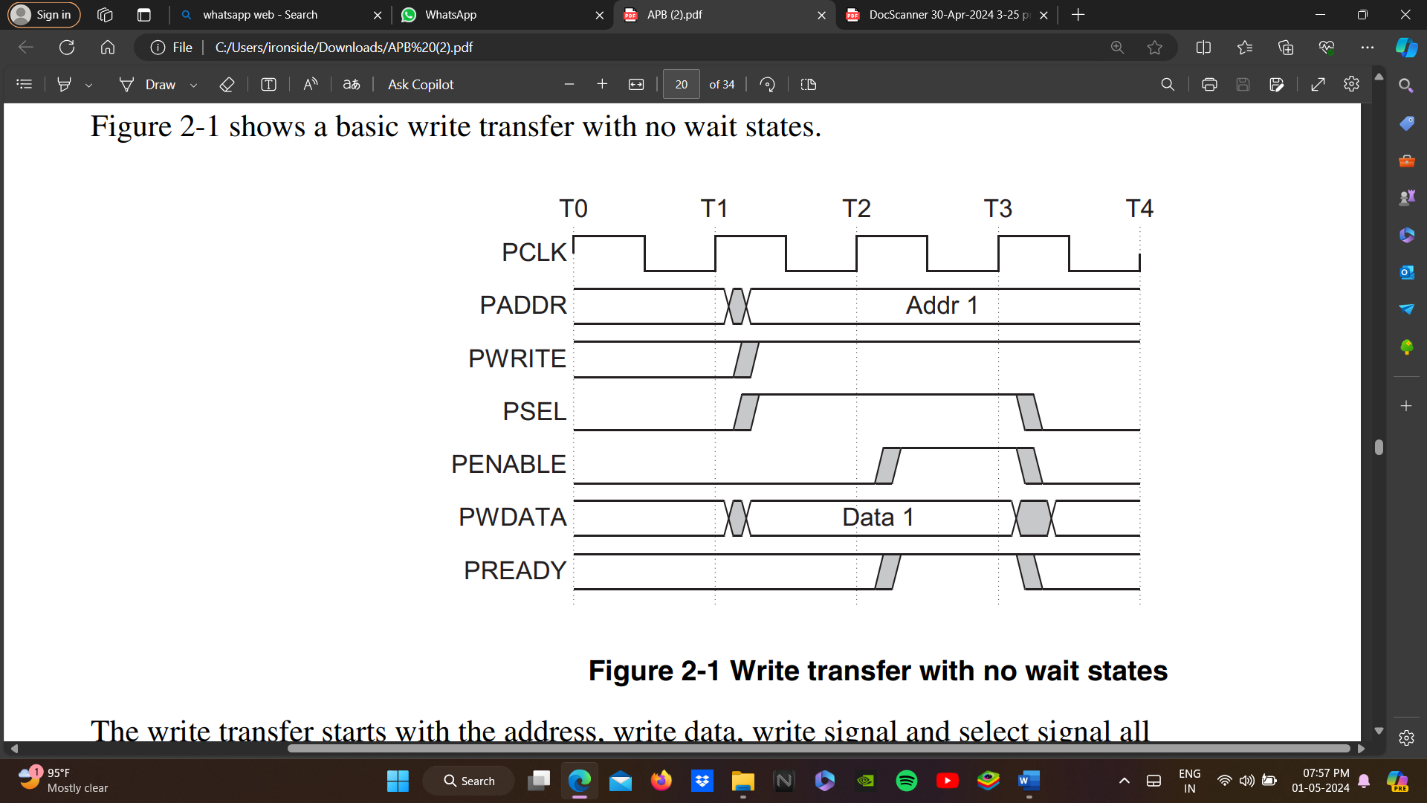 Sign in
whatsapp web - Search
WhatsApp
APB (2).pdf
DocScanner 30-Apr-2024 3-25 p
File
C:/Users/ironside/Downloads/APB%20(2).pdf
Draw
Ask Copilot
20
of 34
Figure 2-1 shows a basic write transfer with no wait states.
T0 T1 T2 T3 T4
PCLK
PADDR Addr 1
PWRITE
PSEL
PENABLE
PWDATA Data 1
PREADY
Figure 2-1 Write transfer with no wait states
The write transfer starts with the address, write data, write signal and select signal all
1
95°F
Mostly clear
Search
ENG
IN
07:57 PM
01-05-2024
PRE